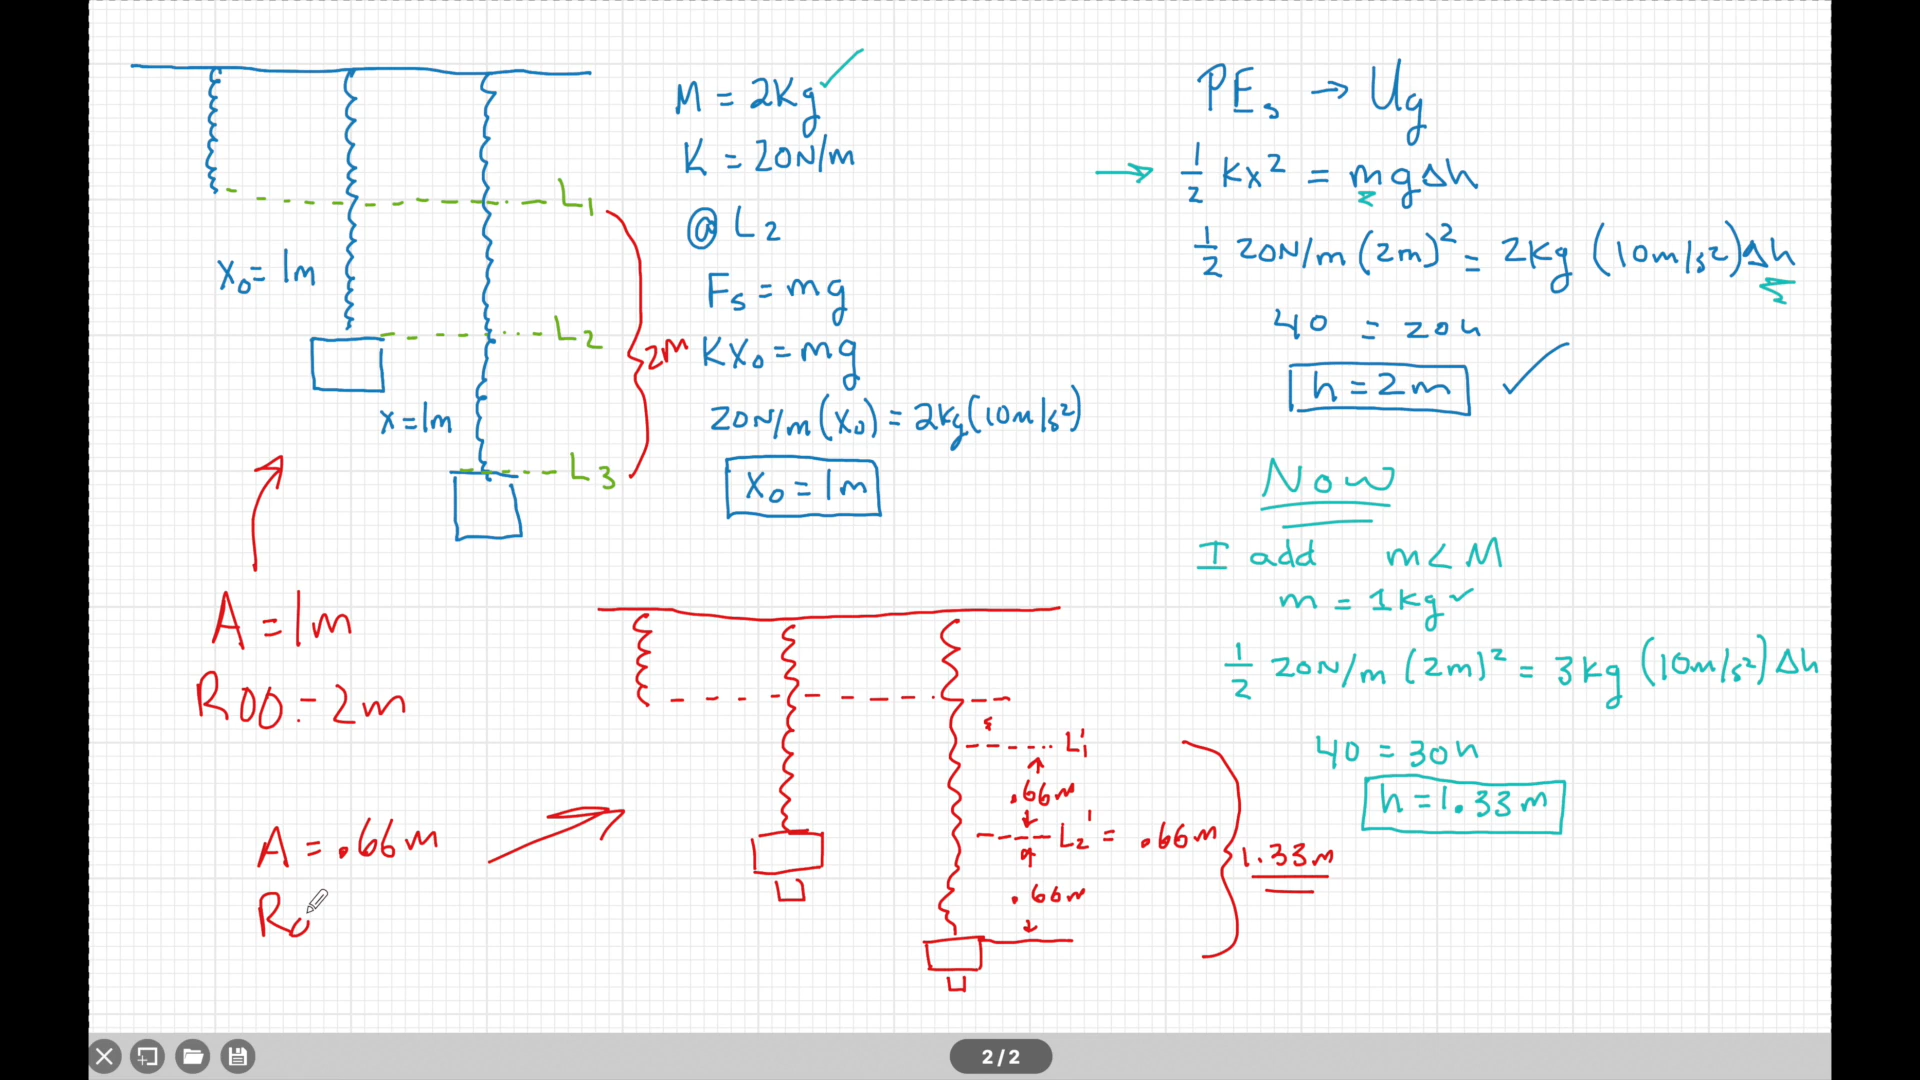 L₁
x₀ = 1m
L₂
2m
x = 1m
L₃
M = 2Kg ✓
K = 20N/m
@ L₂
Fs = mg
Kx₀ = mg
20N/m (x₀) = 2kg (10m/s²)
x₀ = 1m
PEs → Ug
→ ½ Kx² = mgΔh
½ 20N/m (2m)² = 2kg (10m/s²)Δh
40 = 20h
h = 2m ✓
Now
I add m < M
m = 1kg ✓
½ 20N/m (2m)² = 3kg (10m/s²) Δh
40 = 30h
h = 1.33m
A = 1m
ROO = 2m
A = .66m
Ro
L₁'
.66m
L₂' = .66m
.66m
1.33m
2 / 2